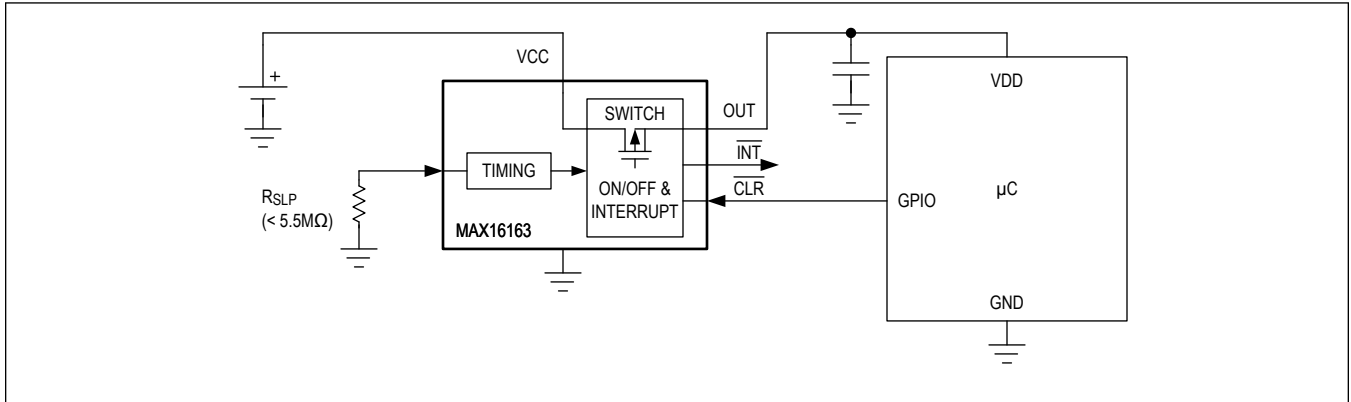 VCC
+
SWITCH
OUT
VDD
TIMING
INT
ON/OFF &
INTERRUPT
CLR
GPIO
µC
RSLP
(< 5.5MΩ)
MAX16163
GND